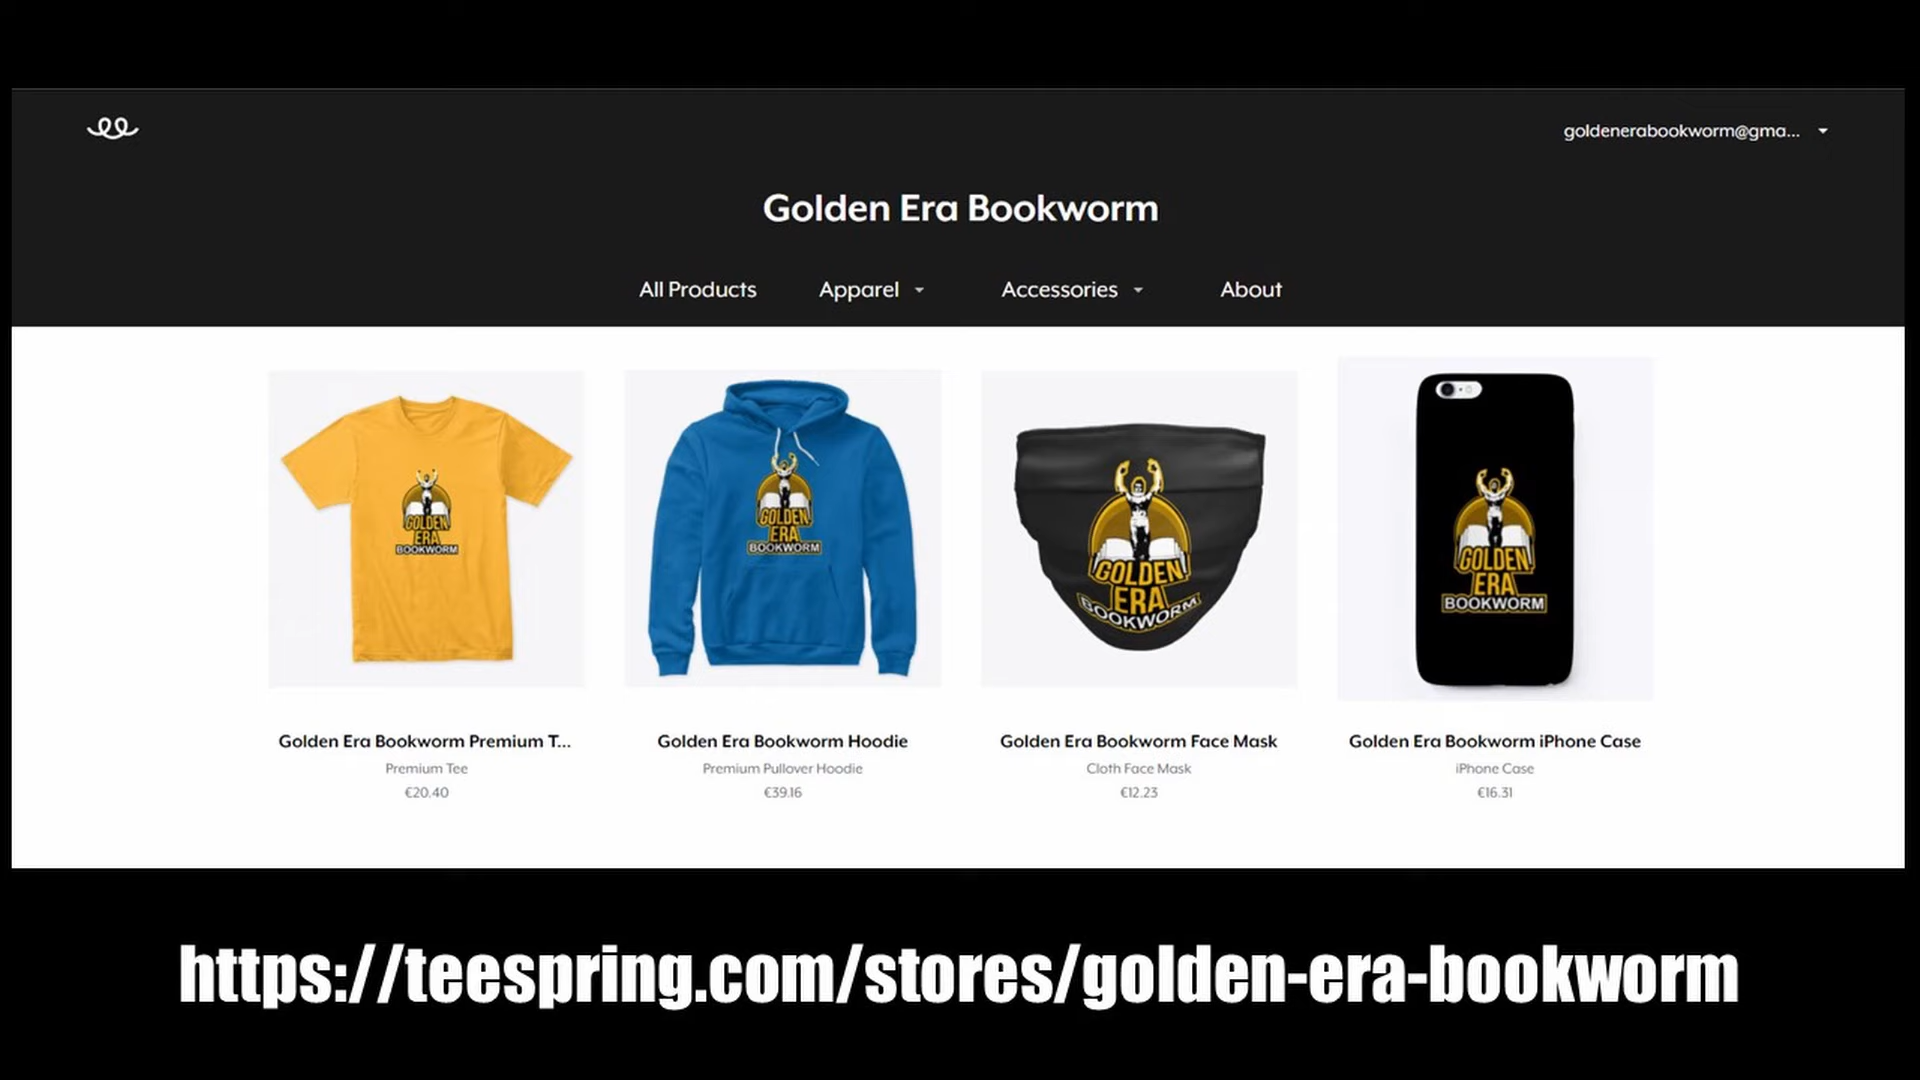 goldenerabookworm@gma...
Golden Era Bookworm
All Products Apparel Accessories About
GOLDEN
ERA
BOOKWORM
GOLDEN
ERA
BOOKWORM
GOLDEN
ERA
BOOKWORM
GOLDEN
ERA
BOOKWORM
Golden Era Bookworm Premium T...
Premium Tee
€20.40
Golden Era Bookworm Hoodie
Premium Pullover Hoodie
€39.16
Golden Era Bookworm Face Mask
Cloth Face Mask
€12.23
Golden Era Bookworm iPhone Case
iPhone Case
€16.31
https://teespring.com/stores/golden-era-bookworm